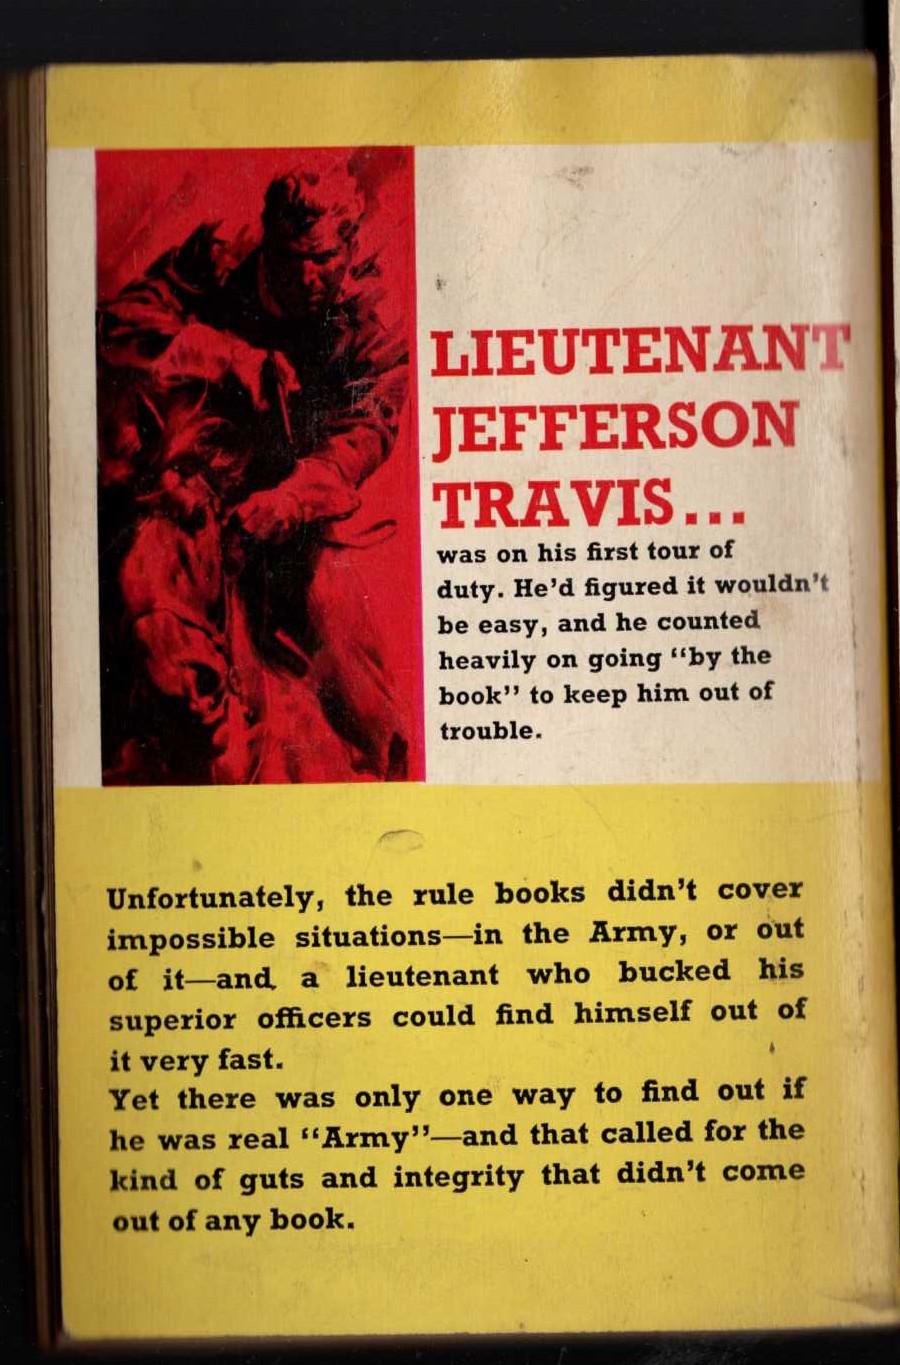 LIEUTENANT
JEFFERSON
TRAVIS...
was on his first tour of
duty. He’d figured it wouldn’t
be easy, and he counted
heavily on going “by the
book” to keep him out of
trouble.
Unfortunately, the rule books didn’t cover
impossible situations—in the Army, or out
of it—and a lieutenant who bucked his
superior officers could find himself out of
it very fast.
Yet there was only one way to find out if
he was real “Army”—and that called for the
kind of guts and integrity that didn’t come
out of any book.